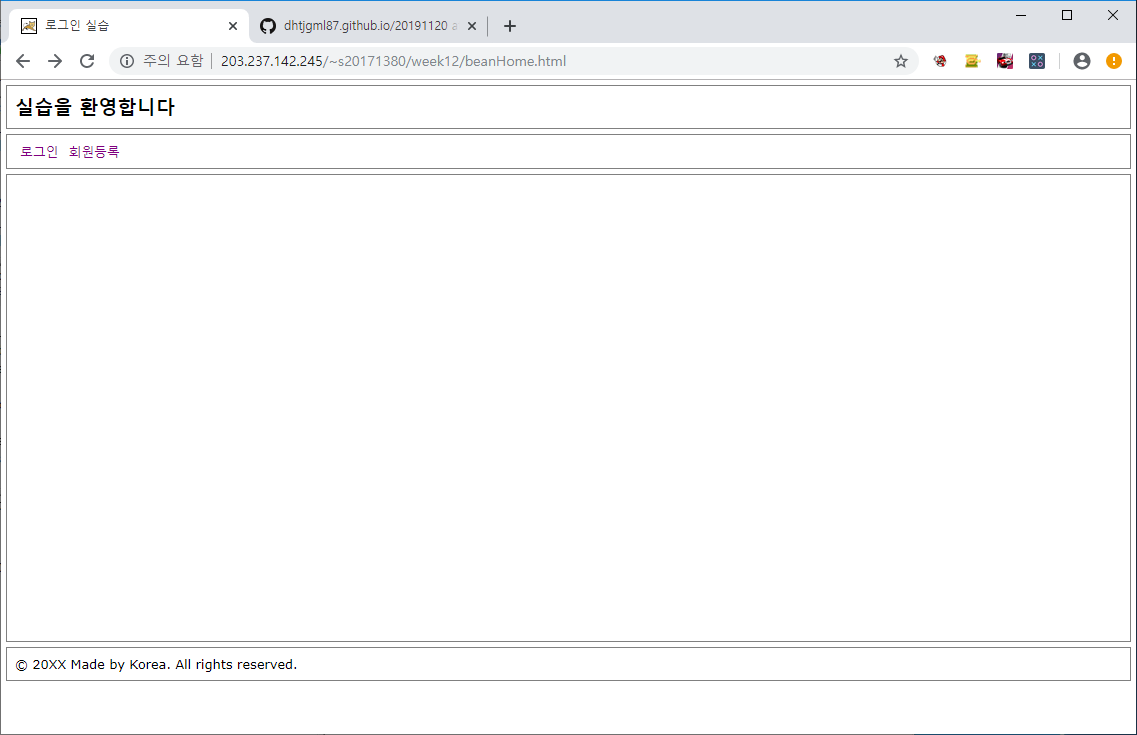 로그인 실습
dhtjgml87.github.io/20191120
주의 요함 203.237.142.245/~s20171380/week12/beanHome.html
실습을 환영합니다
로그인 회원등록
© 20XX Made by Korea. All rights reserved.